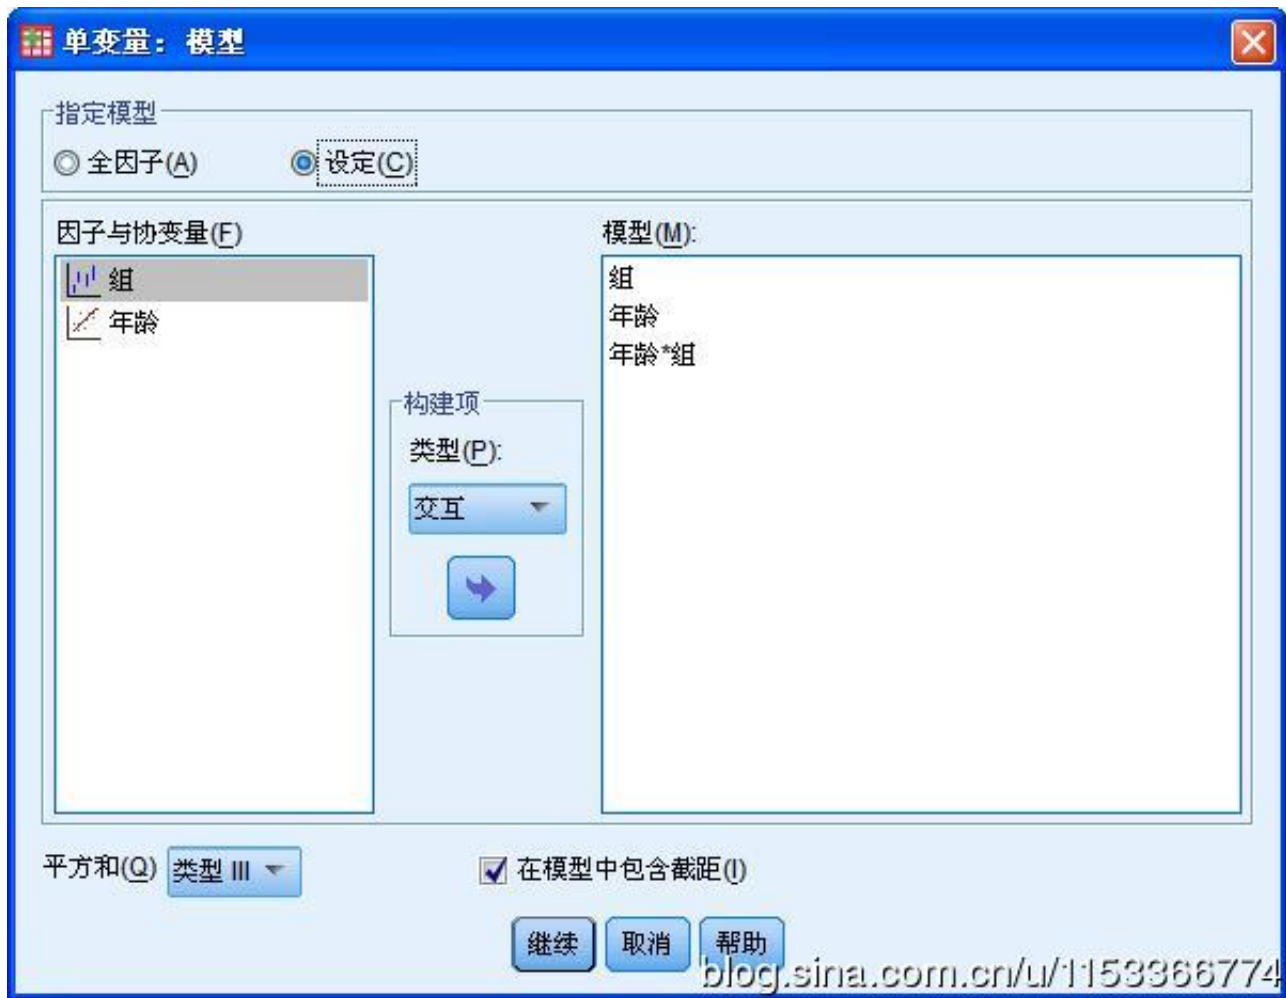 单变量：模型
指定模型
全因子(A)
设定(C)
因子与协变量(F)
组
年龄
构建项
类型(P):
交互
模型(M):
组
年龄
年龄*组
平方和(Q) 类型 III
在模型中包含截距(I)
继续 取消 帮助
blog.sina.com.cn/u/1153366774